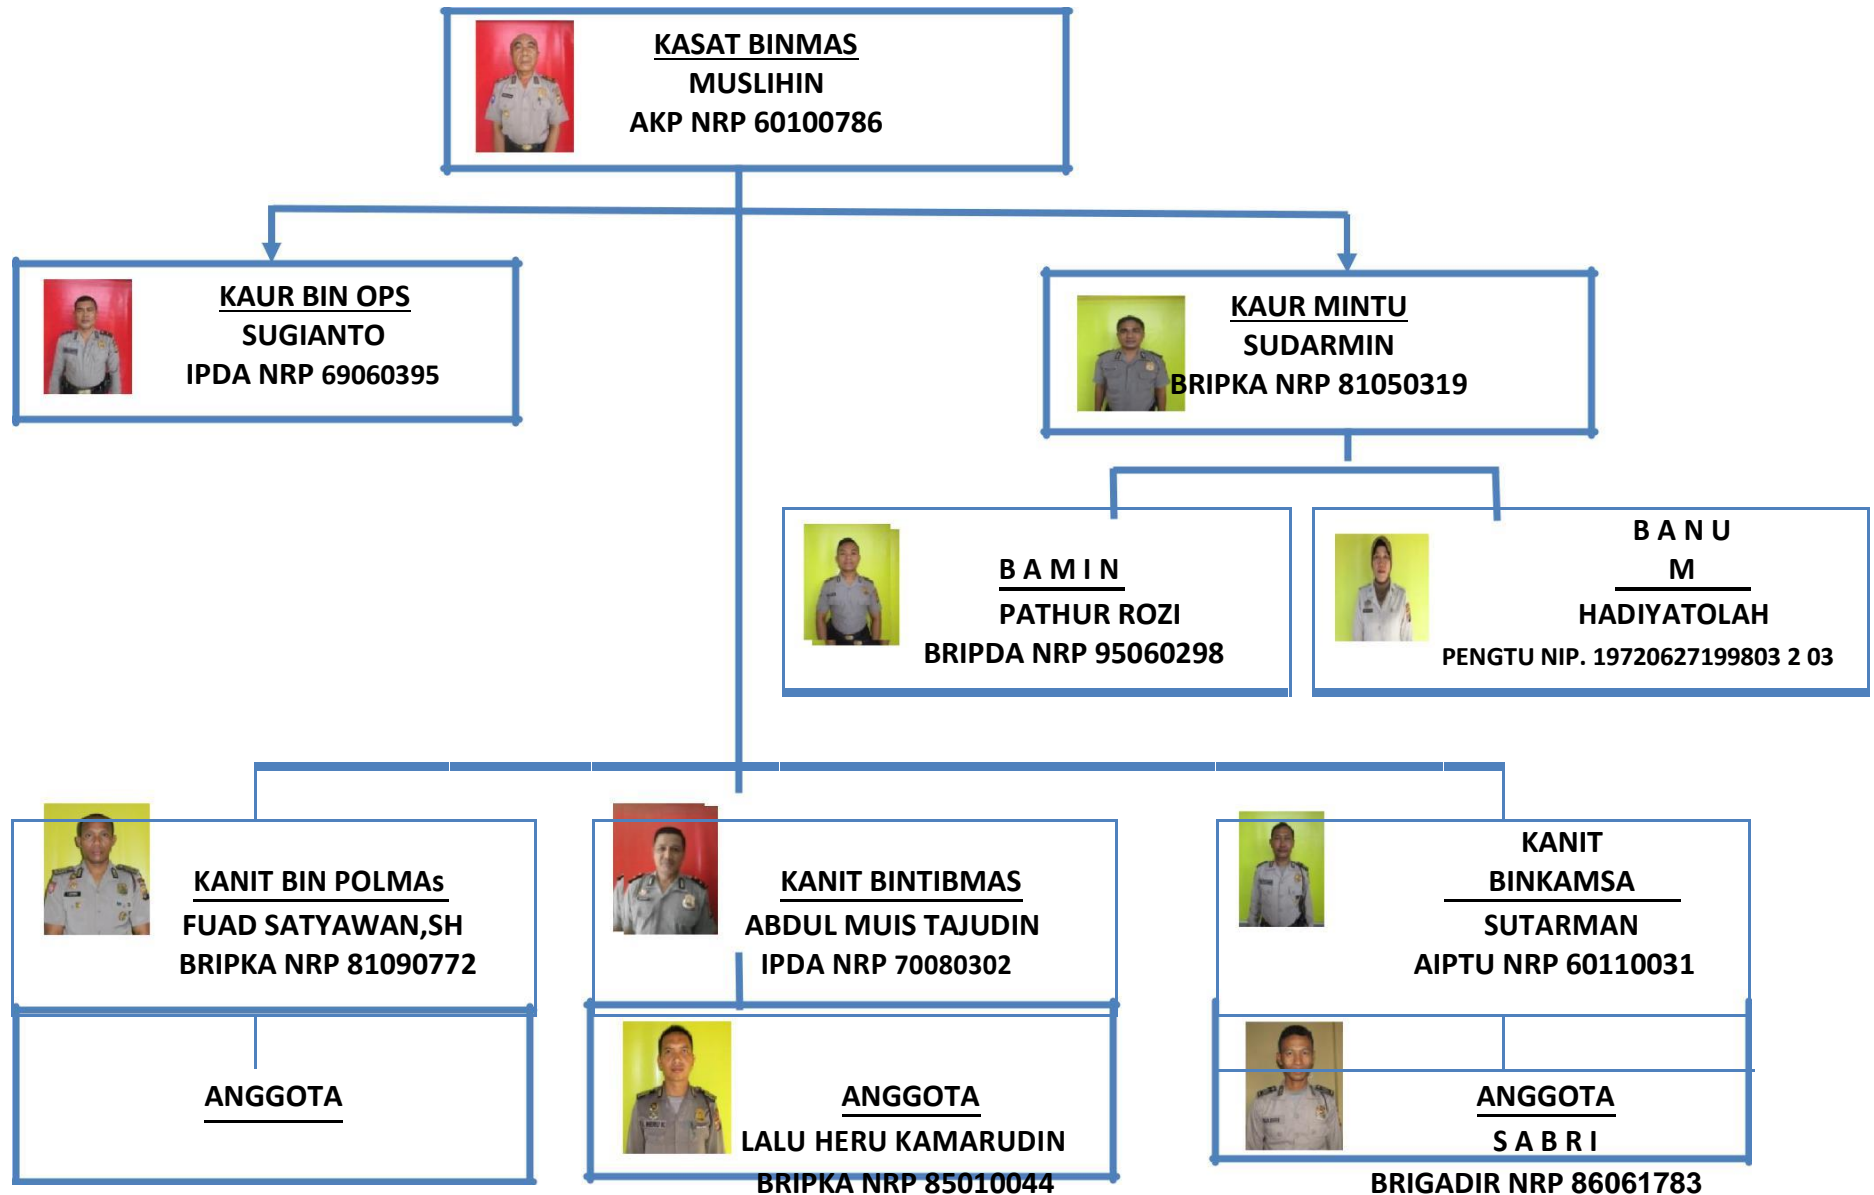 KASAT BINMAS
MUSLIHIN
AKP NRP 60100786
KAUR BIN OPS
SUGIANTO
IPDA NRP 69060395
KAUR MINTU
SUDARMIN
BRIPKA NRP 81050319
B A M I N
PATHUR ROZI
BRIPDA NRP 95060298
B A N U
M
HADIYATOLAH
PENGTU NIP. 19720627199803 2 03
KANIT BIN POLMAs
FUAD SATYAWAN,SH
BRIPKA NRP 81090772
KANIT BINTIBMAS
ABDUL MUIS TAJUDIN
IPDA NRP 70080302
KANIT
BINKAMSA
SUTARMAN
AIPTU NRP 60110031
ANGGOTA
ANGGOTA
LALU HERU KAMARUDIN
BRIPKA NRP 85010044
ANGGOTA
S A B R I
BRIGADIR NRP 86061783